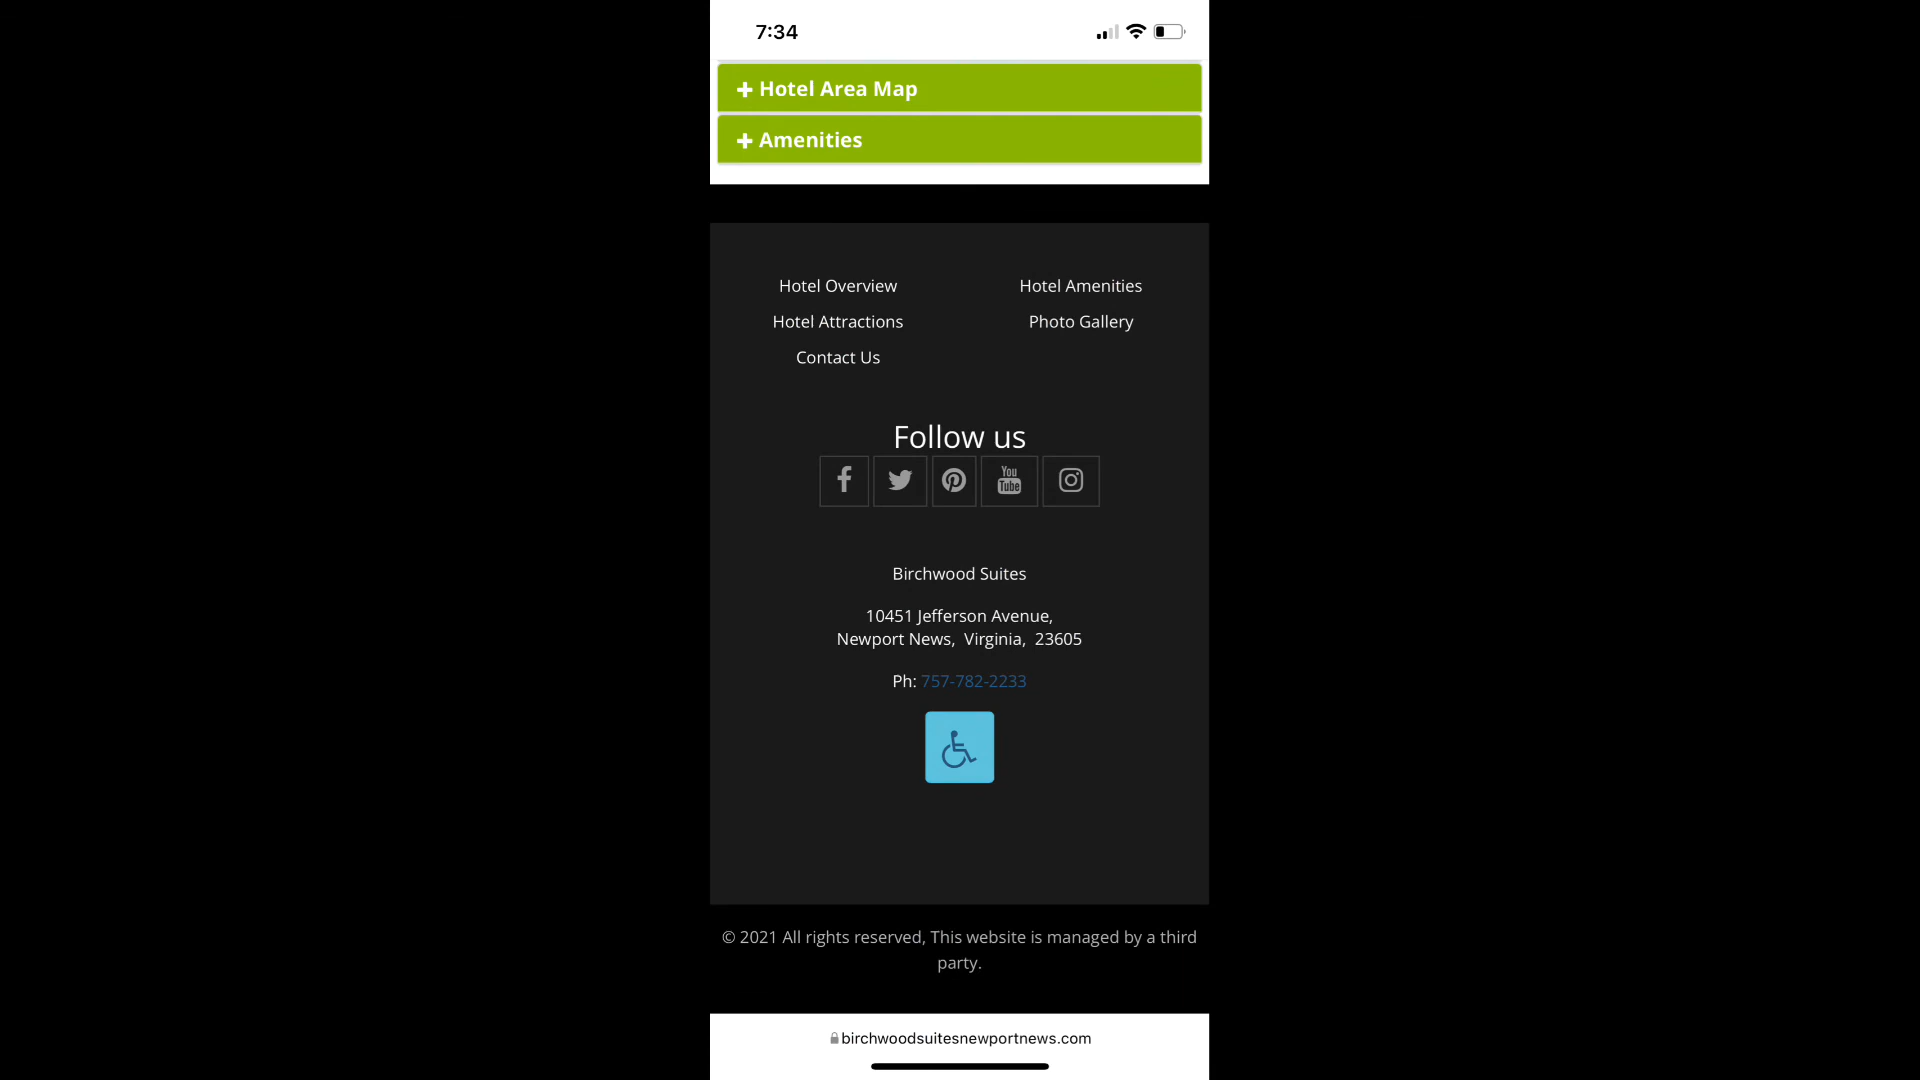 7:34
Hotel Area Map
Amenities
Hotel Overview
Hotel Amenities
Hotel Attractions
Photo Gallery
Contact Us
Follow us
You
Tube
Birchwood Suites
10451 Jefferson Avenue,
Newport News, Virginia, 23605
Ph: 757-782-2233
© 2021 All rights reserved, This website is managed by a third
party.
birchwoodsuitesnewportnews.com